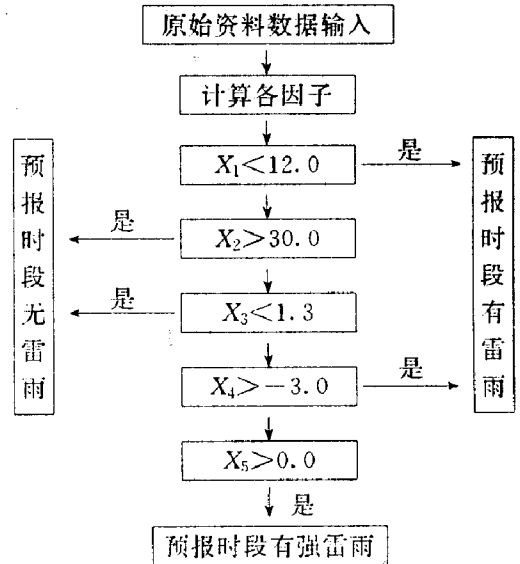 原始资料数据输入
计算各因子
X₁<12.0
是
X₂>30.0
是
X₃<1.3
是
X₄>-3.0
是
X₅>0.0
是
预报时段有强雷雨
预报时段无雷雨
预报时段有雷雨